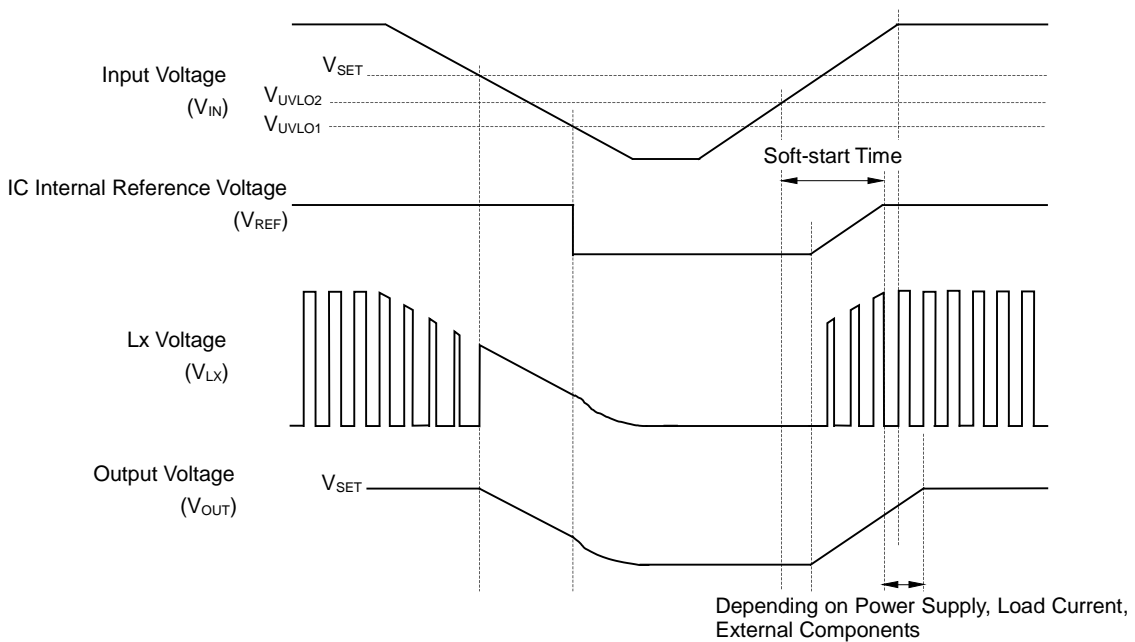 Input Voltage
(VIN)
VSET
VUVLO2
VUVLO1
Soft-start Time
IC Internal Reference Voltage
(VREF)
Lx Voltage
(VLX)
Output Voltage
(VOUT)
VSET
Depending on Power Supply, Load Current,
External Components